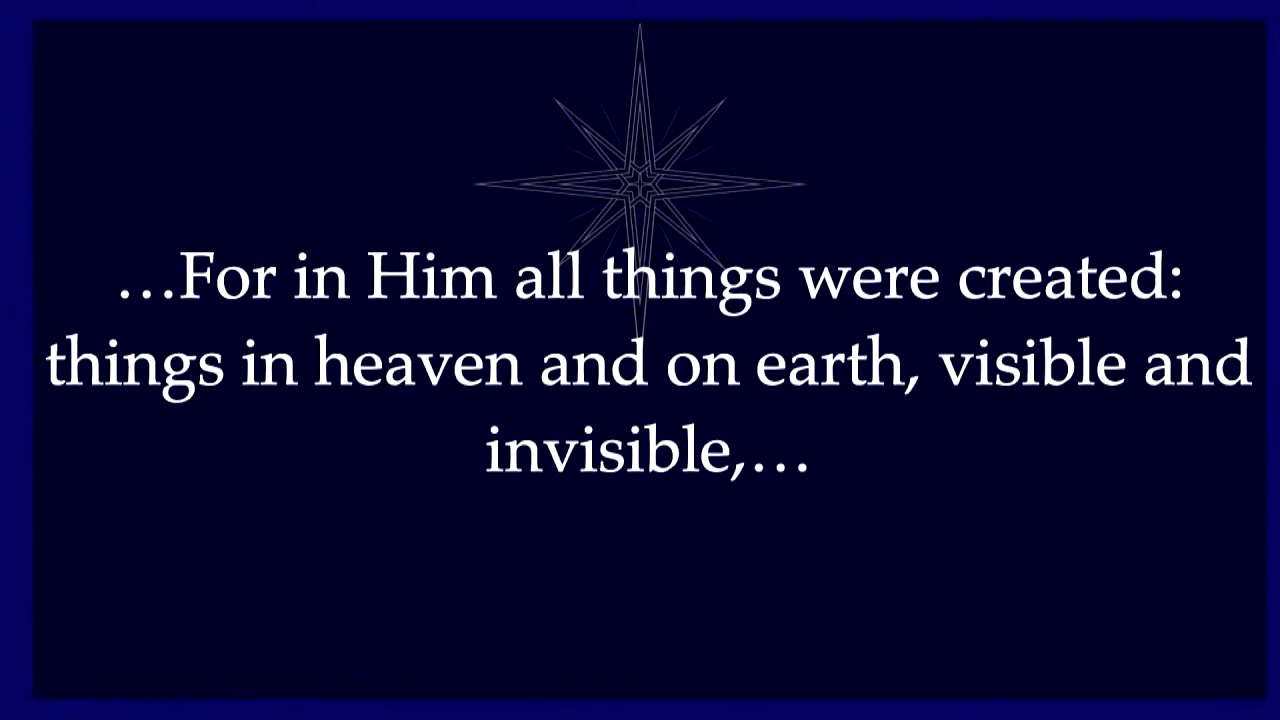 …For in Him all things were created:
things in heaven and on earth, visible and
invisible,…